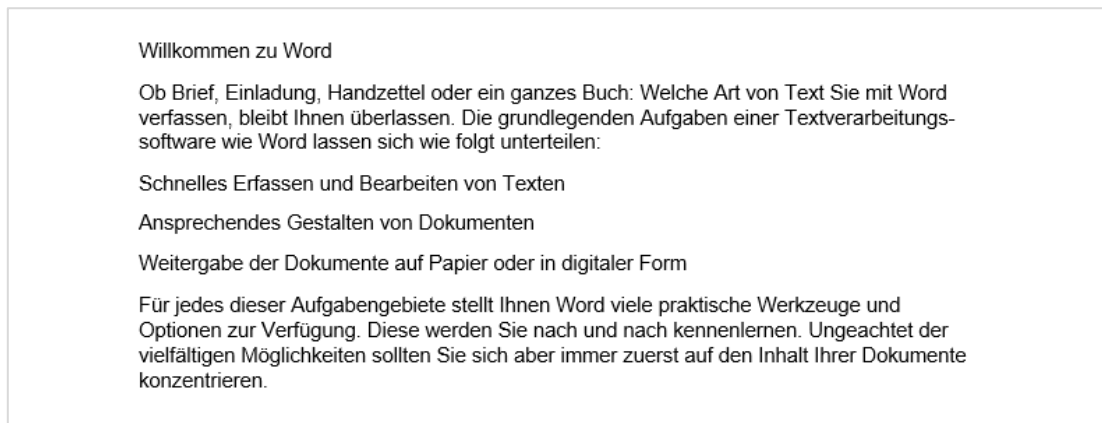 Willkommen zu Word
Ob Brief, Einladung, Handzettel oder ein ganzes Buch: Welche Art von Text Sie mit Word
verfassen, bleibt Ihnen überlassen. Die grundlegenden Aufgaben einer Textverarbeitungs-
software wie Word lassen sich wie folgt unterteilen:
Schnelles Erfassen und Bearbeiten von Texten
Ansprechendes Gestalten von Dokumenten
Weitergabe der Dokumente auf Papier oder in digitaler Form
Für jedes dieser Aufgabengebiete stellt Ihnen Word viele praktische Werkzeuge und
Optionen zur Verfügung. Diese werden Sie nach und nach kennenlernen. Ungeachtet der
vielfältigen Möglichkeiten sollten Sie sich aber immer zuerst auf den Inhalt Ihrer Dokumente
konzentrieren.